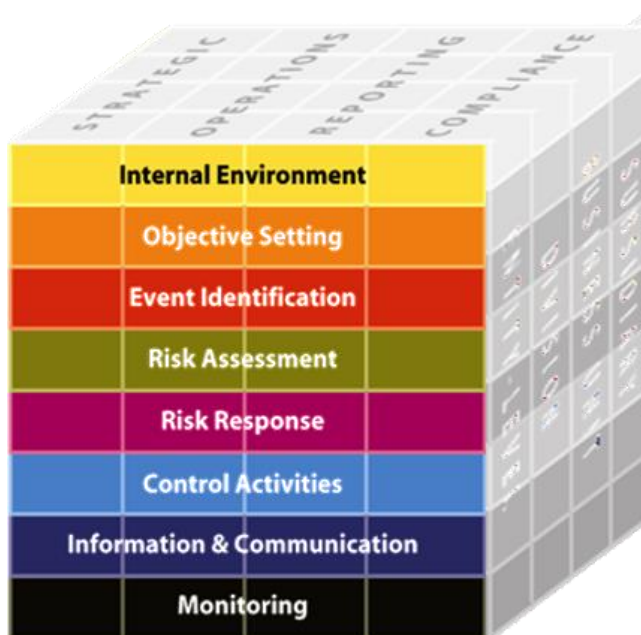 STRATEGIC
OPERATIONS
REPORTING
COMPLIANCE
Internal Environment
Objective Setting
Event Identification
Risk Assessment
Risk Response
Control Activities
Information & Communication
Monitoring